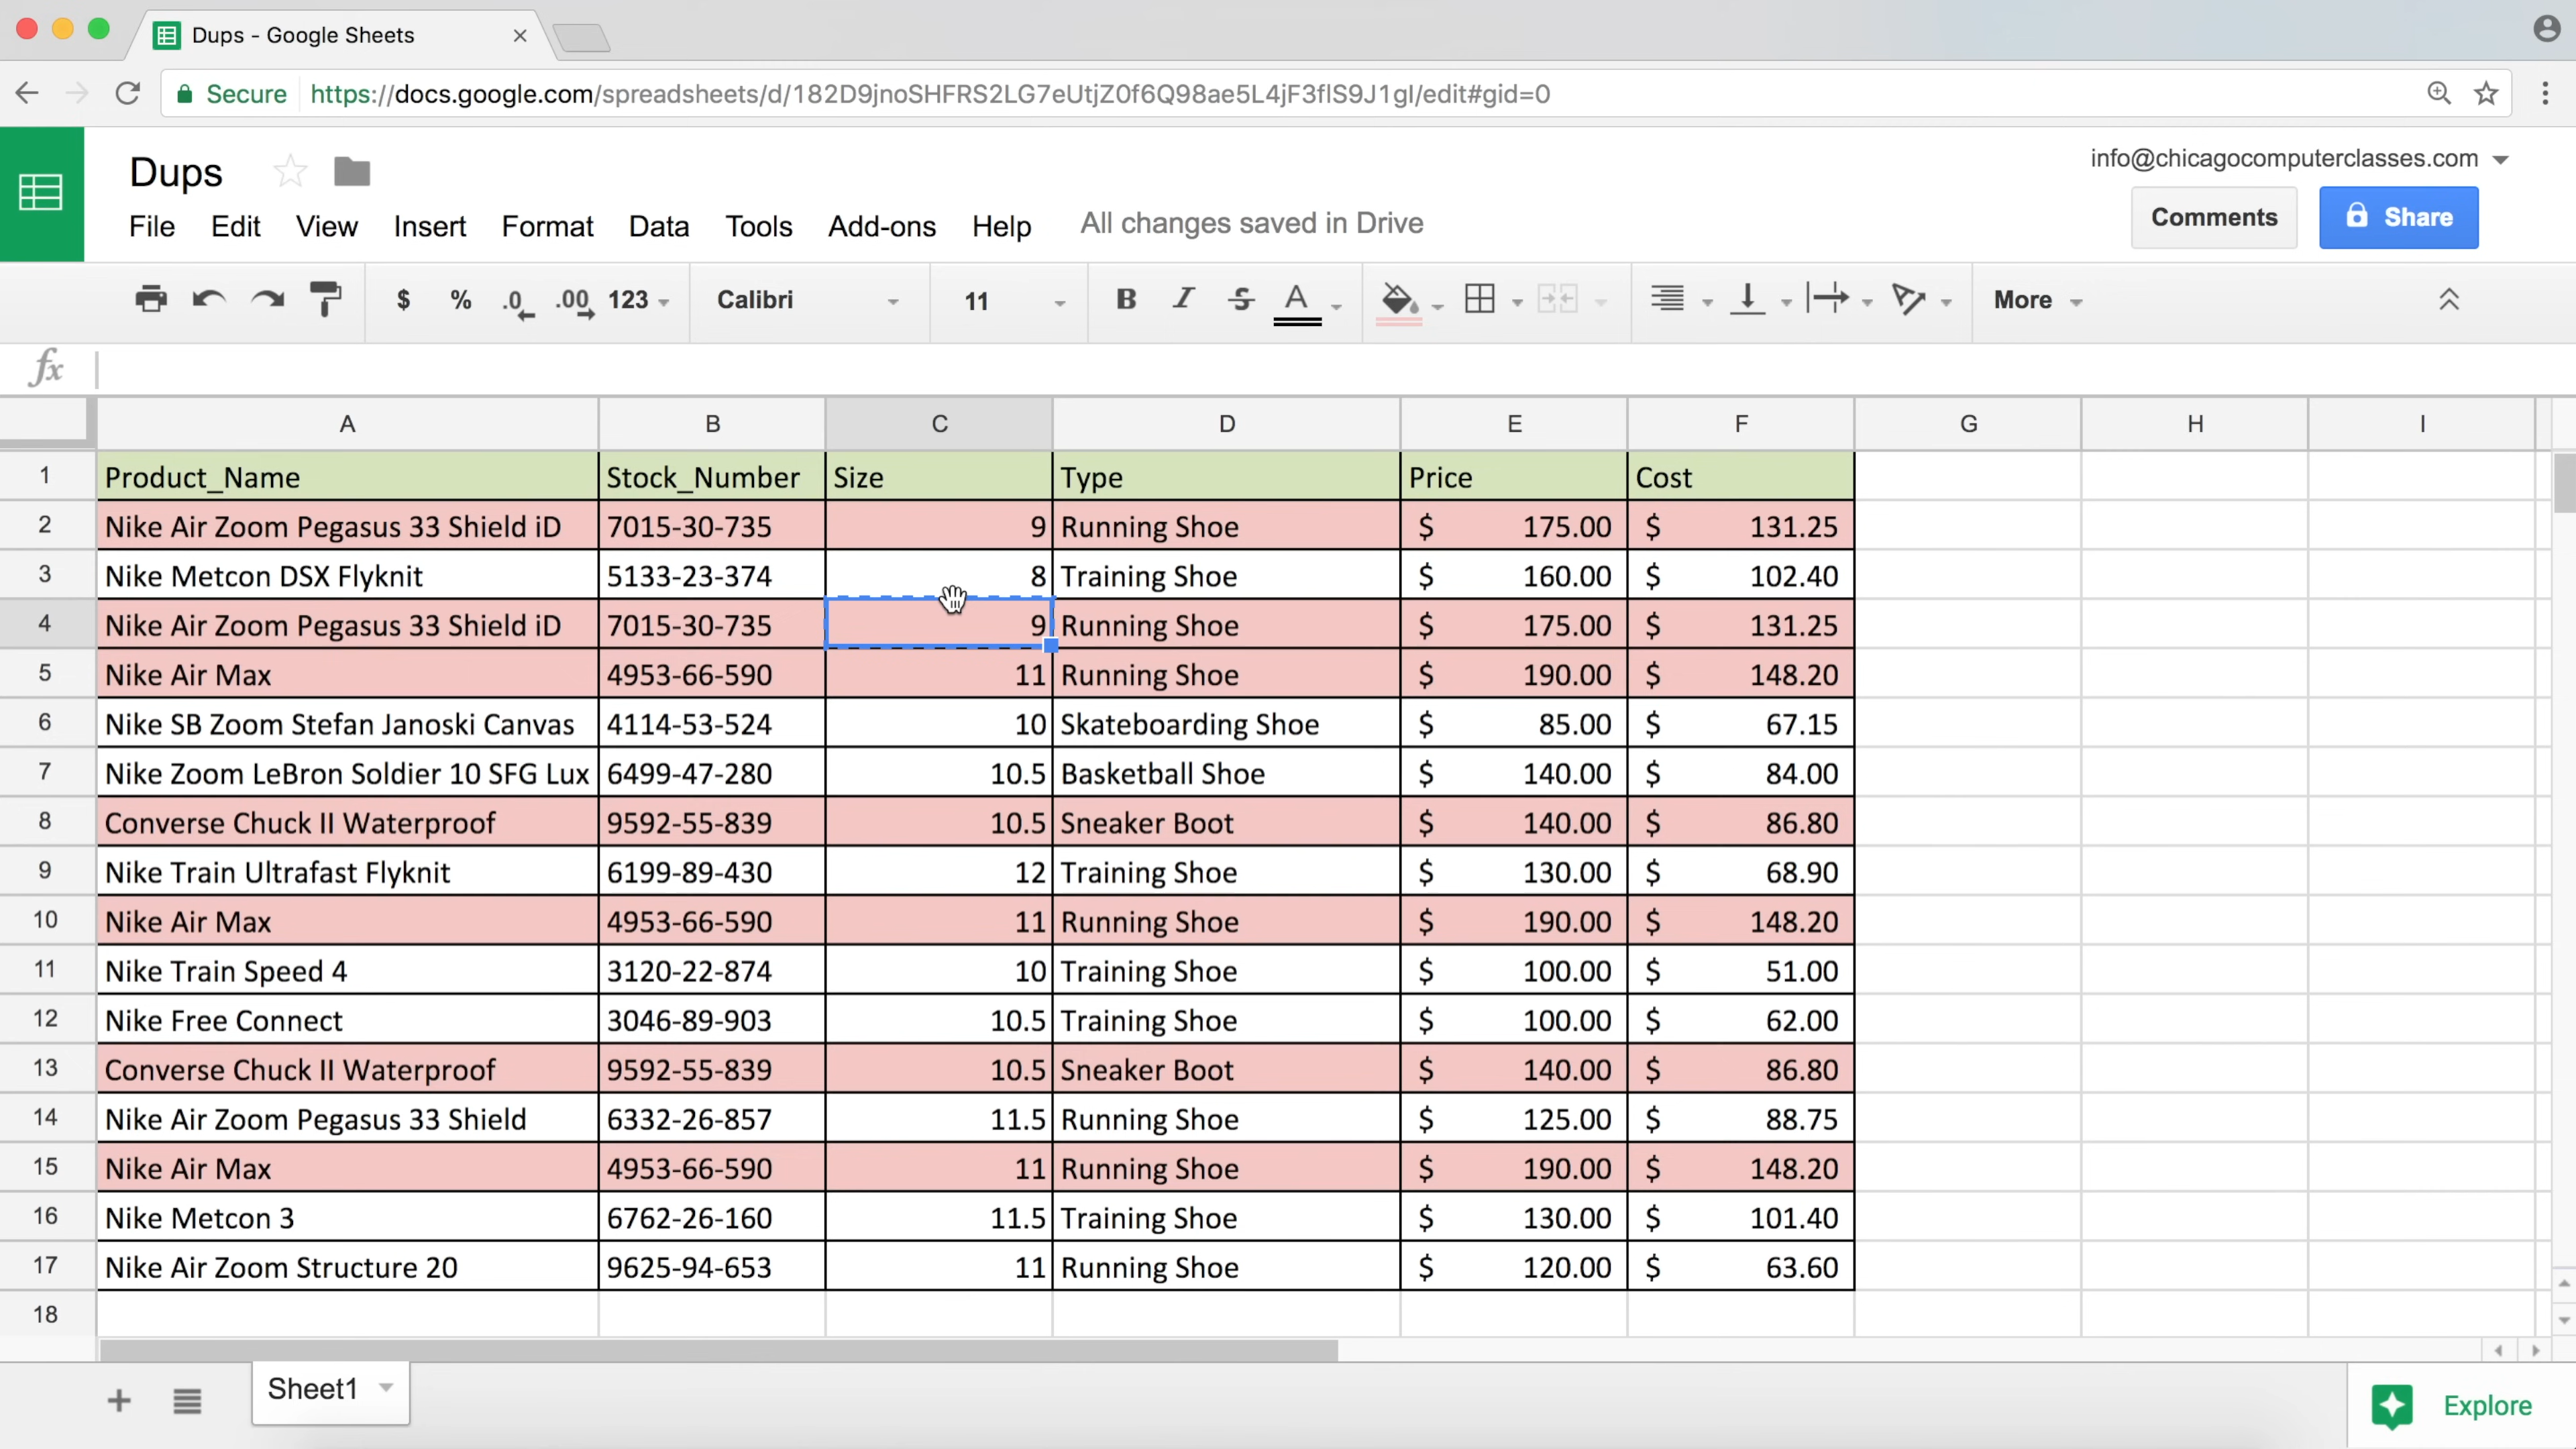 Dups - Google Sheets
Secure https://docs.google.com/spreadsheets/d/182D9jnoSHFRS2LG7eUtjZ0f6Q98ae5L4jF3flS9J1gI/edit#gid=0
Dups
info@chicagocomputerclasses.com
File Edit View Insert Format Data Tools Add-ons Help All changes saved in Drive
Comments Share
$ % .0 .00 123 Calibri 11 B I S A More
fx
A B C D E F G H I
1 Product_Name Stock_Number Size Type Price Cost
2 Nike Air Zoom Pegasus 33 Shield iD 7015-30-735 9 Running Shoe $ 175.00 $ 131.25
3 Nike Metcon DSX Flyknit 5133-23-374 8 Training Shoe $ 160.00 $ 102.40
4 Nike Air Zoom Pegasus 33 Shield iD 7015-30-735 9 Running Shoe $ 175.00 $ 131.25
5 Nike Air Max 4953-66-590 11 Running Shoe $ 190.00 $ 148.20
6 Nike SB Zoom Stefan Janoski Canvas 4114-53-524 10 Skateboarding Shoe $ 85.00 $ 67.15
7 Nike Zoom LeBron Soldier 10 SFG Lux 6499-47-280 10.5 Basketball Shoe $ 140.00 $ 84.00
8 Converse Chuck II Waterproof 9592-55-839 10.5 Sneaker Boot $ 140.00 $ 86.80
9 Nike Train Ultrafast Flyknit 6199-89-430 12 Training Shoe $ 130.00 $ 68.90
10 Nike Air Max 4953-66-590 11 Running Shoe $ 190.00 $ 148.20
11 Nike Train Speed 4 3120-22-874 10 Training Shoe $ 100.00 $ 51.00
12 Nike Free Connect 3046-89-903 10.5 Training Shoe $ 100.00 $ 62.00
13 Converse Chuck II Waterproof 9592-55-839 10.5 Sneaker Boot $ 140.00 $ 86.80
14 Nike Air Zoom Pegasus 33 Shield 6332-26-857 11.5 Running Shoe $ 125.00 $ 88.75
15 Nike Air Max 4953-66-590 11 Running Shoe $ 190.00 $ 148.20
16 Nike Metcon 3 6762-26-160 11.5 Training Shoe $ 130.00 $ 101.40
17 Nike Air Zoom Structure 20 9625-94-653 11 Running Shoe $ 120.00 $ 63.60
18
Sheet1 Explore